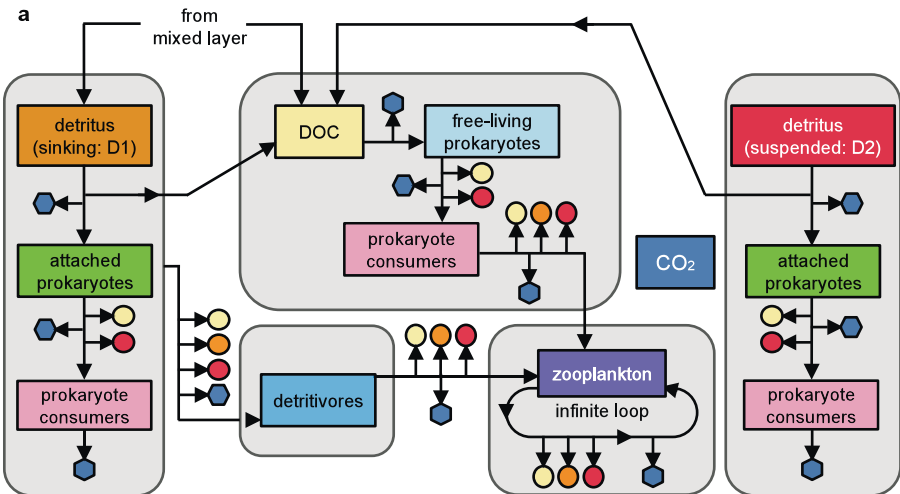 a
from
mixed layer
detritus
(sinking: D1)
attached
prokaryotes
prokaryote
consumers
DOC
free-living
prokaryotes
prokaryote
consumers
CO₂
detritivores
zooplankton
infinite loop
detritus
(suspended: D2)
attached
prokaryotes
prokaryote
consumers